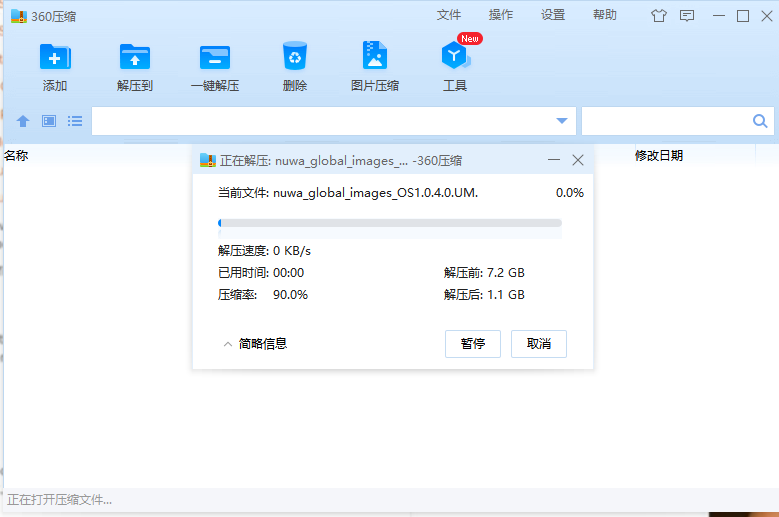 360压缩
文件 操作 设置 帮助
New
添加 解压到 一键解压 删除 图片压缩 工具
名称 修改日期
正在解压: nuwa_global_images_... -360压缩
当前文件: nuwa_global_images_OS1.0.4.0.UM. 0.0%
解压速度: 0 KB/s
已用时间: 00:00 解压前: 7.2 GB
压缩率: 90.0% 解压后: 1.1 GB
简略信息 暂停 取消
正在打开压缩文件...